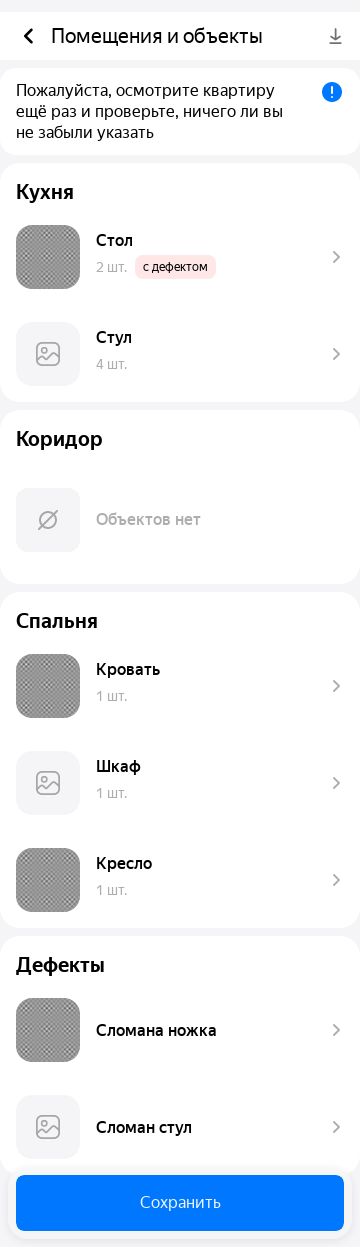 Помещения и объекты
Пожалуйста, осмотрите квартиру
ещё раз и проверьте, ничего ли вы
не забыли указать
Кухня
Стол
2 шт. с дефектом
Стул
4 шт.
Коридор
Объектов нет
Спальня
Кровать
1 шт.
Шкаф
1 шт.
Кресло
1 шт.
Дефекты
Сломана ножка
Сломан стул
Сохранить